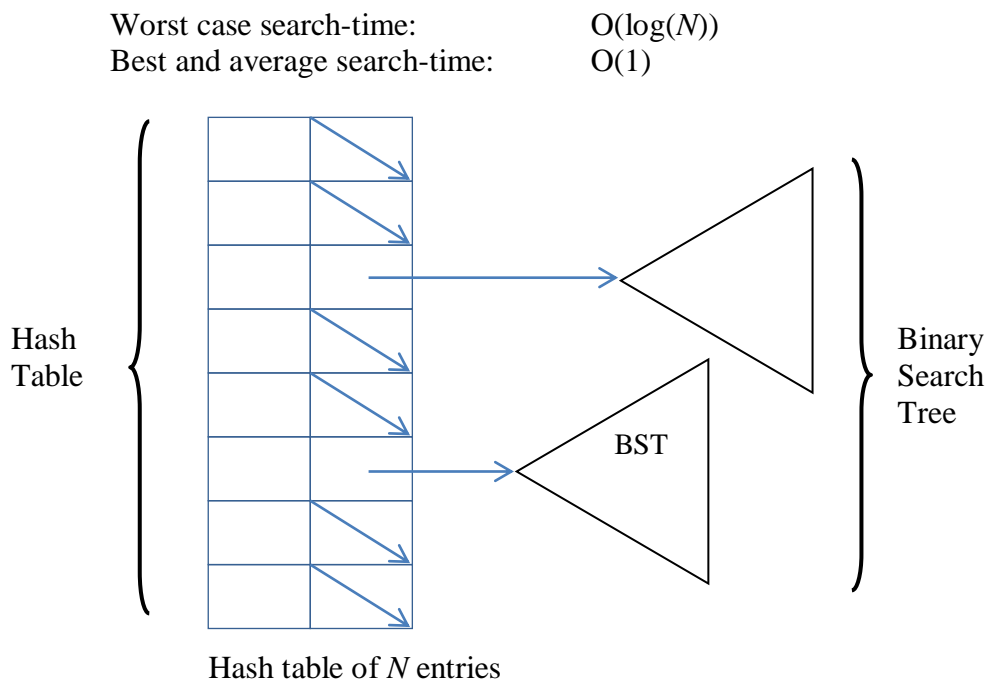 Worst case search-time: O(log(N))
Best and average search-time: O(1)
Hash
Table
Binary
Search
Tree
BST
Hash table of N entries